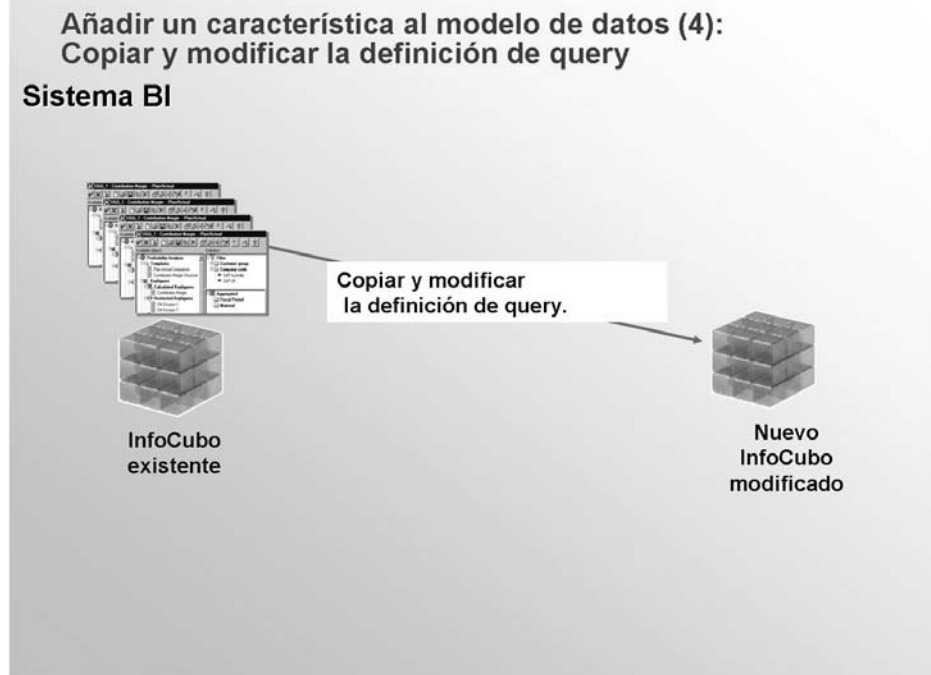 Añadir un característica al modelo de datos (4):
Copiar y modificar la definición de query
Sistema BI
Copiar y modificar
la definición de query.
InfoCubo
existente
Nuevo
InfoCubo
modificado